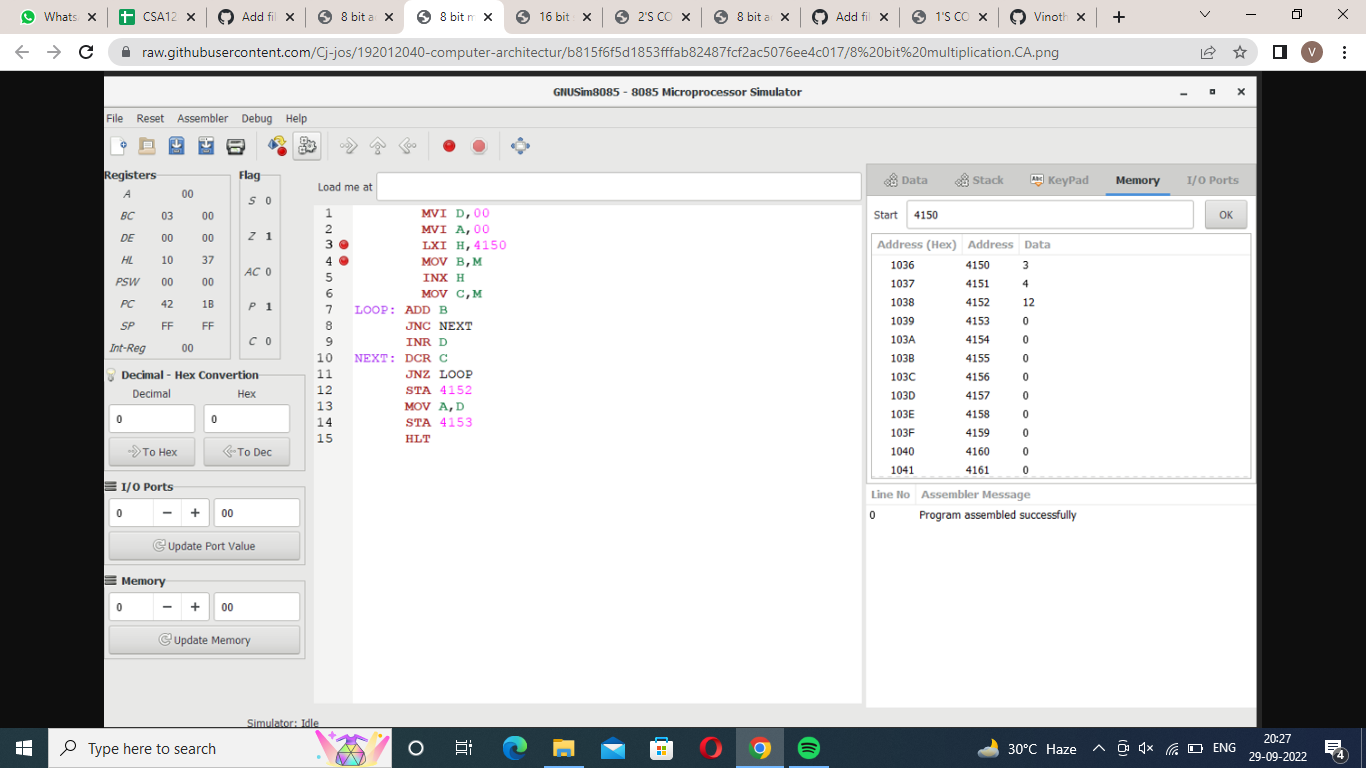 Whats
CSA12
Add fil
8 bit a
8 bit m
16 bit
2'S CO
8 bit a
Add fil
1'S CO
Vinoth
raw.githubusercontent.com/Cj-jos/192012040-computer-architectur/b815f6f5d1853fffab82487fcf2ac5076ee4c017/8%20bit%20multiplication.CA.png
V
GNUSim8085 - 8085 Microprocessor Simulator
File Reset Assembler Debug Help
Registers
A 00
BC 03 00
DE 00 00
HL 10 37
PSW 00 00
PC 42 1B
SP FF FF
Int-Reg 00
Flag
S 0
Z 1
AC 0
P 1
C 0
Decimal - Hex Convertion
Decimal Hex
0 0
To Hex To Dec
I/O Ports
0 − + 00
Update Port Value
Memory
0 − + 00
Update Memory
Load me at
1 MVI D,00
2 MVI A,00
3 LXI H,4150
4 MOV B,M
5 INX H
6 MOV C,M
7 LOOP: ADD B
8 JNC NEXT
9 INR D
10 NEXT: DCR C
11 JNZ LOOP
12 STA 4152
13 MOV A,D
14 STA 4153
15 HLT
Data Stack Abc KeyPad Memory I/O Ports
Start 4150 OK
Address (Hex) Address Data
1036 4150 3
1037 4151 4
1038 4152 12
1039 4153 0
103A 4154 0
103B 4155 0
103C 4156 0
103D 4157 0
103E 4158 0
103F 4159 0
1040 4160 0
1041 4161 0
Line No Assembler Message
0 Program assembled successfully
Simulator: Idle
Type here to search
30°C Haze
ENG
20:27
29-09-2022
4